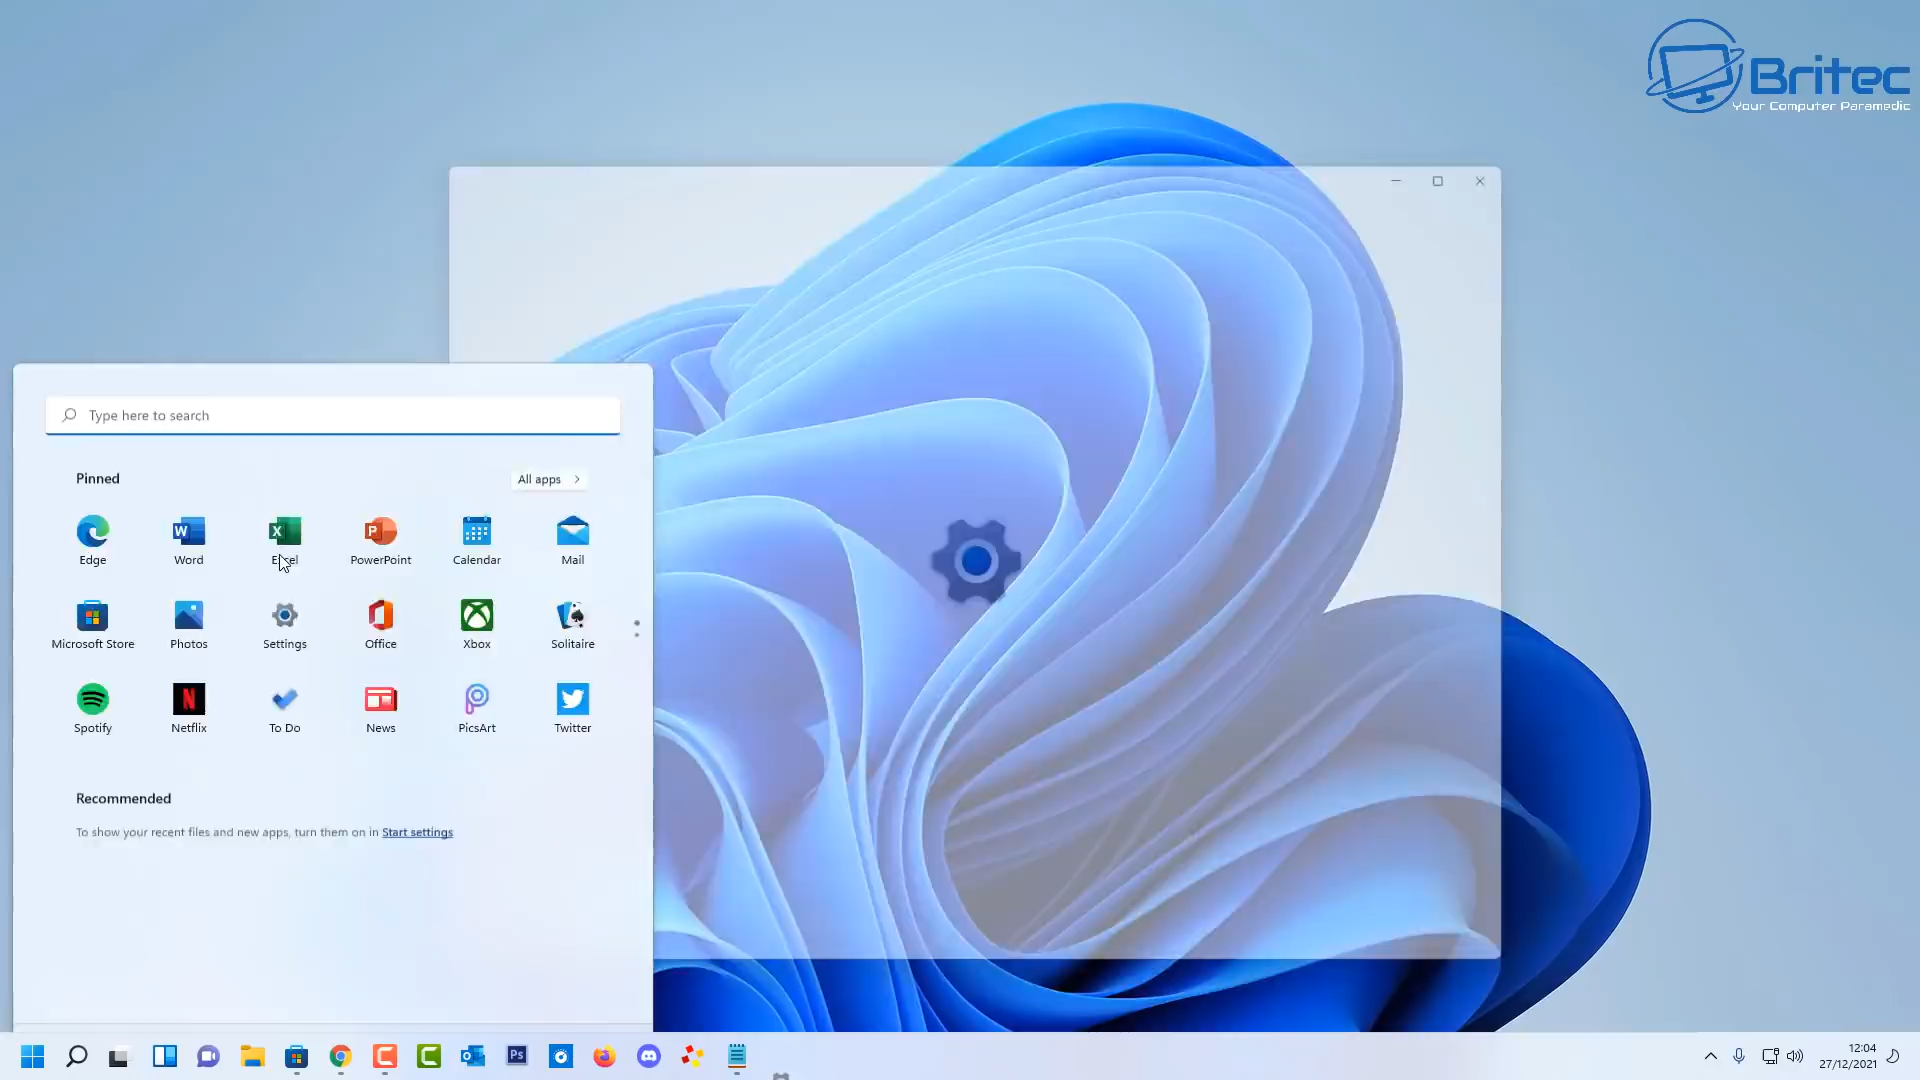 Britec
Your Computer Paramedic
Type here to search
Pinned
All apps
Edge
Word
Excel
PowerPoint
Calendar
Mail
Microsoft Store
Photos
Settings
Office
Xbox
Solitaire
Spotify
Netflix
To Do
News
PicsArt
Twitter
Recommended
To show your recent files and new apps, turn them on in Start settings
12:04
27/12/2021